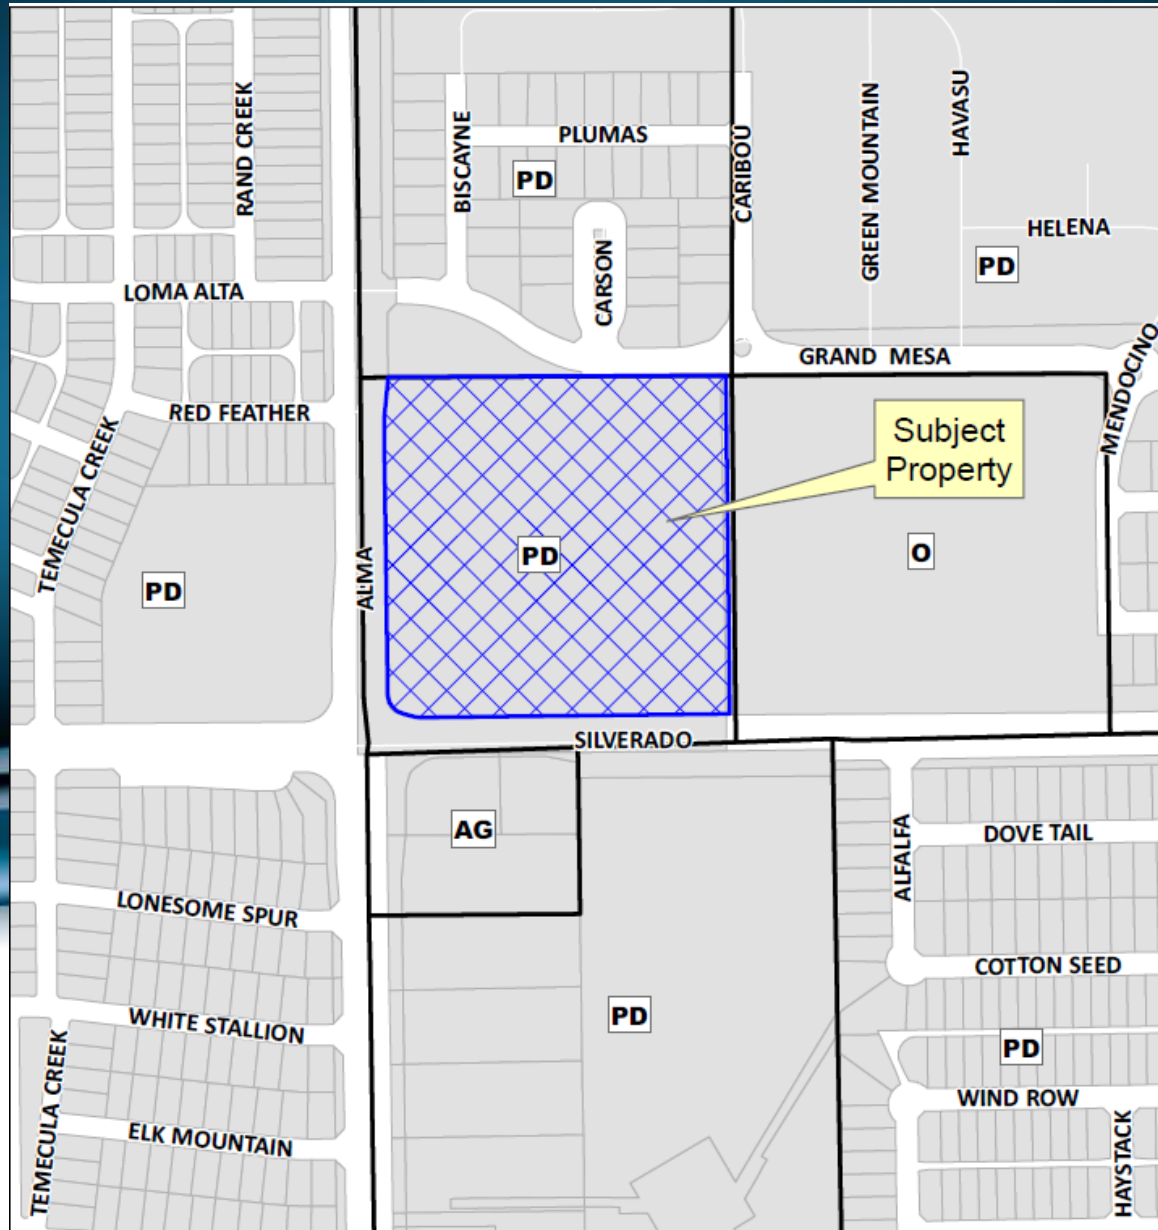 RAND CREEK
BISCAYNE
PLUMAS
PD
CARIBOU
GREEN MOUNTAIN
HAVASU
HELENA
PD
CARSON
LOMA ALTA
GRAND MESA
MENDOCINO
RED FEATHER
Subject
Property
TEMECULA CREEK
PD
ALMA
PD
O
SILVERADO
AG
ALFALFA
DOVE TAIL
LONESOME SPUR
COTTON SEED
WHITE STALLION
PD
PD
TEMECULA CREEK
WIND ROW
ELK MOUNTAIN
HAYSTACK